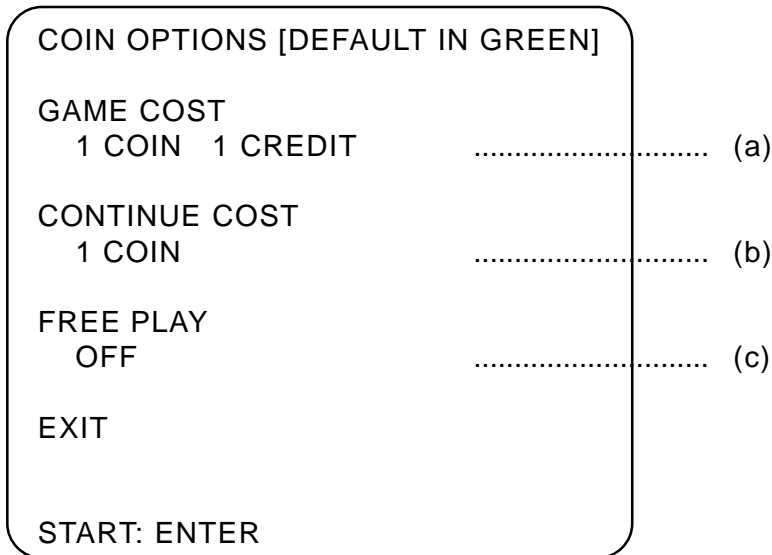 COIN OPTIONS [DEFAULT IN GREEN]
GAME COST
1 COIN 1 CREDIT ............................. (a)
CONTINUE COST
1 COIN ............................. (b)
FREE PLAY
OFF ............................. (c)
EXIT
START: ENTER